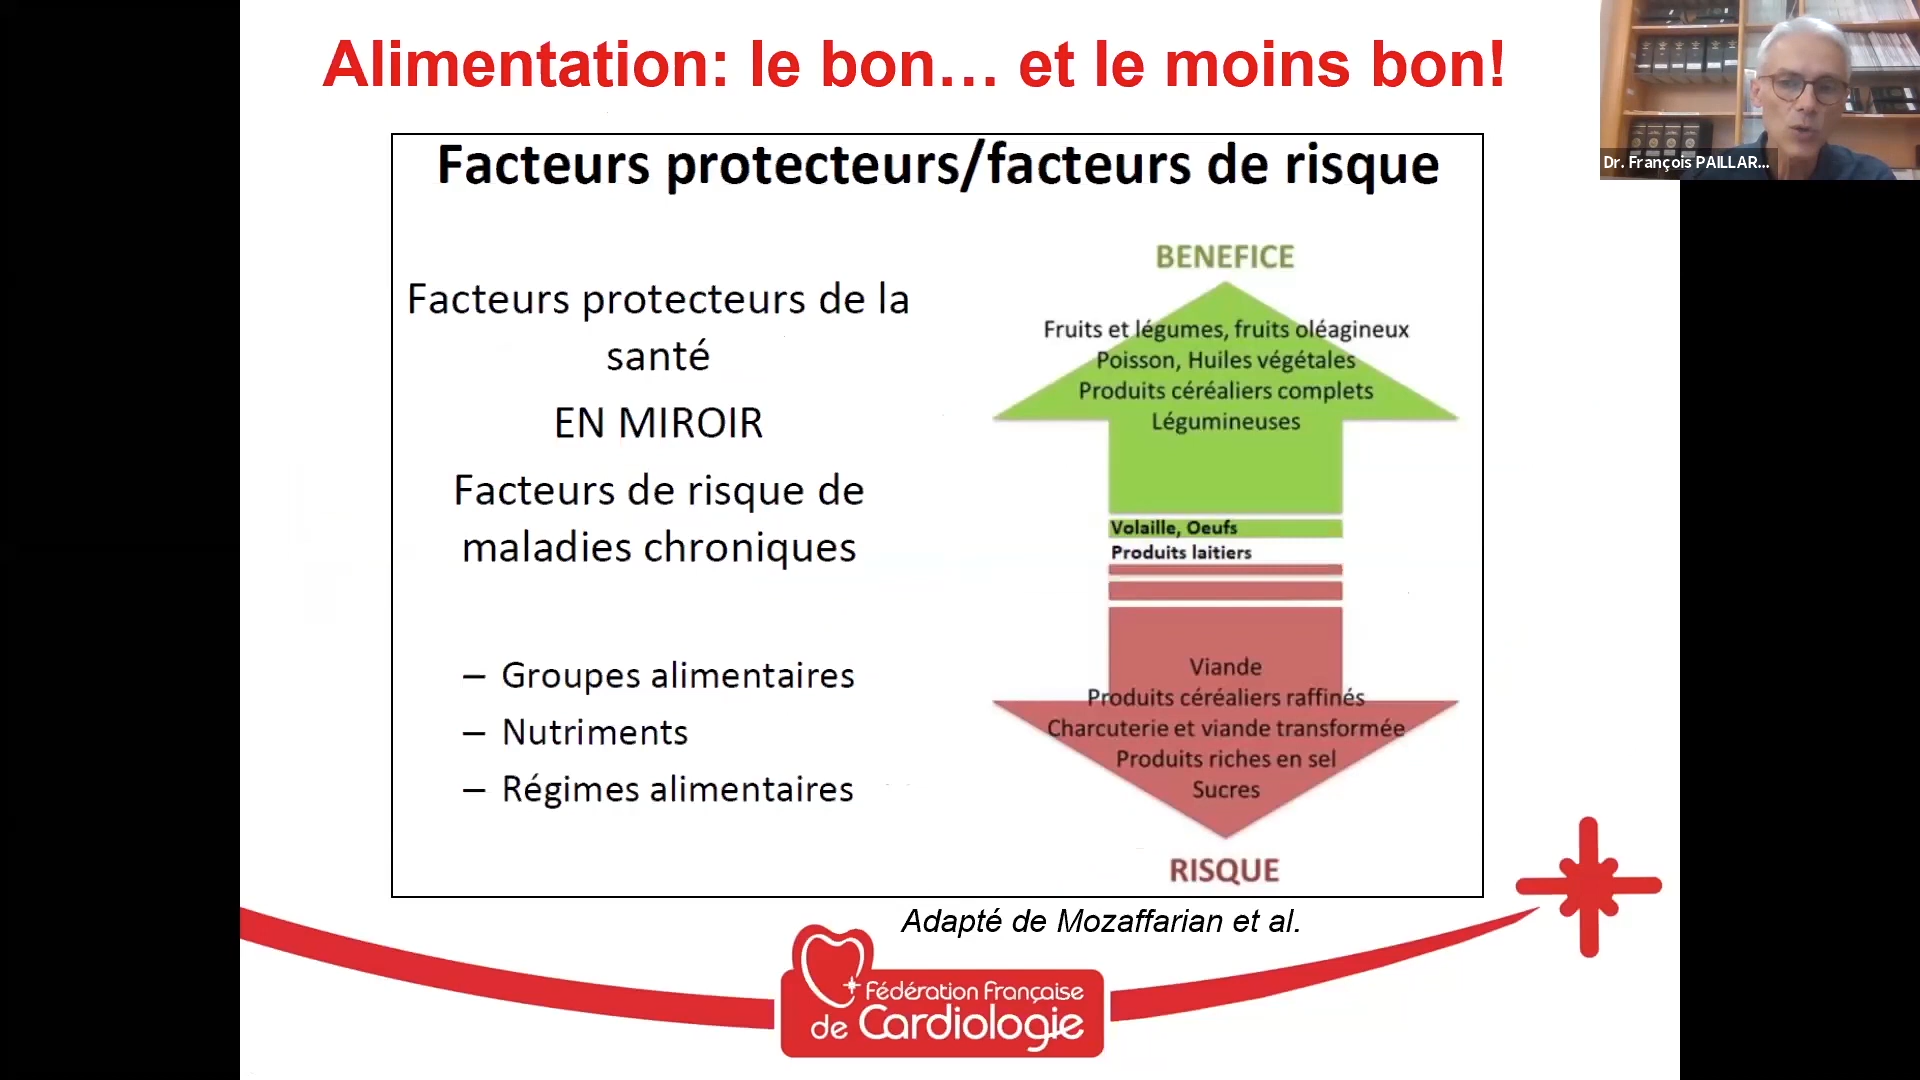 Alimentation: le bon… et le moins bon!
Dr. François PAILLAR...
Facteurs protecteurs/facteurs de risque
Facteurs protecteurs de la
santé
EN MIROIR
Facteurs de risque de
maladies chroniques
– Groupes alimentaires
– Nutriments
– Régimes alimentaires
BENEFICE
Fruits et légumes, fruits oléagineux
Poisson, Huiles végétales
Produits céréaliers complets
Légumineuses
Volaille, Oeufs
Produits laitiers
Viande
Produits céréaliers raffinés
Charcuterie et viande transformée
Produits riches en sel
Sucres
RISQUE
Adapté de Mozaffarian et al.
Fédération Française
de Cardiologie